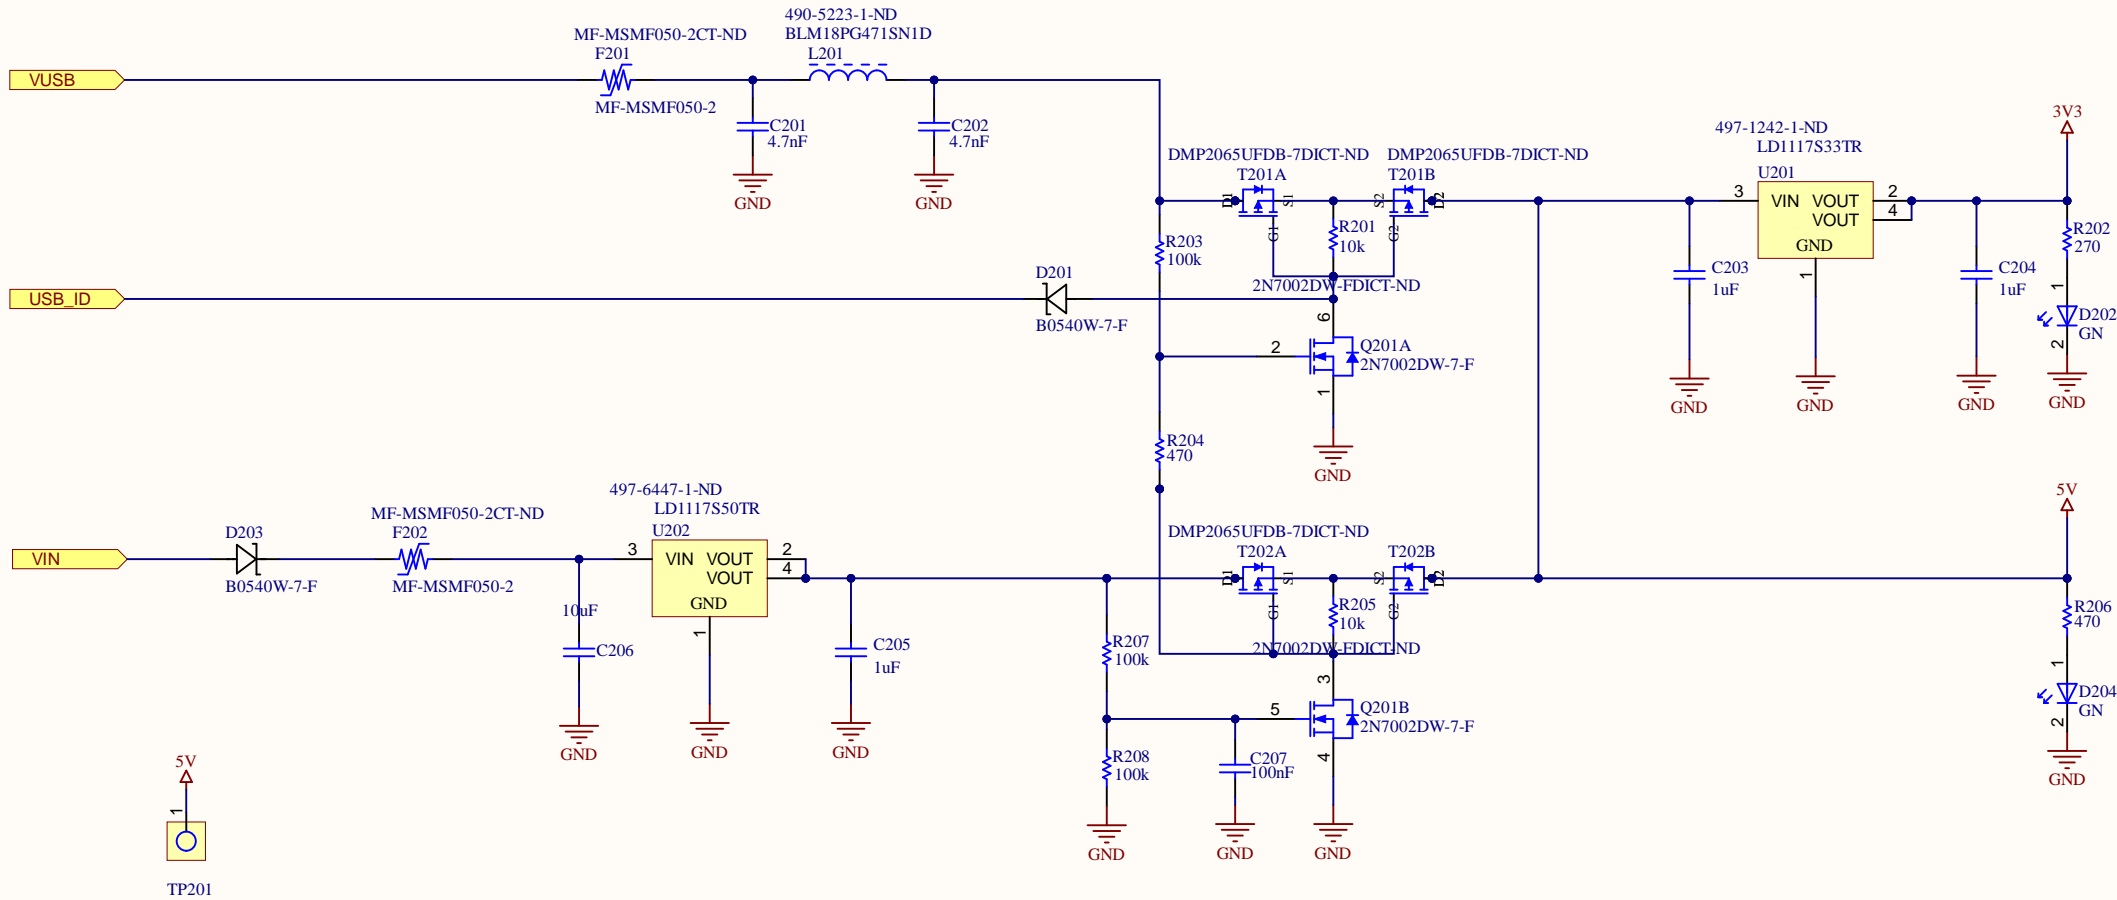 490-5223-1-ND
MF-MSMF050-2CT-ND
BLM18PG471SN1D
F201
L201
VUSB
MF-MSMF050-2
C201
4.7nF
C202
4.7nF
GND
GND
3V3
497-1242-1-ND
LD1117S33TR
U201
DMP2065UFDB-7DICT-ND
DMP2065UFDB-7DICT-ND
T201A
T201B
D1
S1
G1
S2
D2
G2
3
VIN
VOUT
2
VOUT
4
GND
1
R201
10k
R202
270
R203
100k
2N7002DW-FDICT-ND
C203
1uF
C204
1uF
D201
USB_ID
B0540W-7-F
6
1
D202
GN
2
2
Q201A
2N7002DW-7-F
1
GND
GND
GND
GND
GND
R204
470
497-6447-1-ND
LD1117S50TR
5V
MF-MSMF050-2CT-ND
D203
F202
U202
DMP2065UFDB-7DICT-ND
T202A
T202B
VIN
B0540W-7-F
MF-MSMF050-2
3
VIN
VOUT
2
VOUT
4
GND
1
D1
S1
G1
S2
D2
G2
10uF
C206
C205
1uF
R205
10k
R206
470
R207
100k
2N7002DW-FDICT-ND
3
1
D204
GN
2
5
Q201B
2N7002DW-7-F
4
GND
GND
GND
R208
100k
C207
100nF
GND
GND
GND
GND
5V
1
TP201